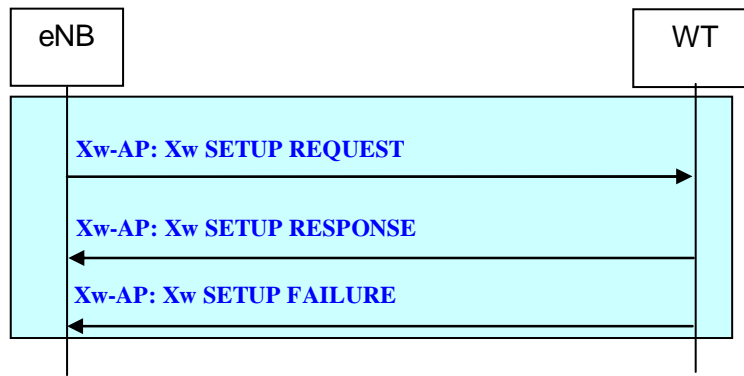 eNB
WT
Xw-AP: Xw SETUP REQUEST
Xw-AP: Xw SETUP RESPONSE
Xw-AP: Xw SETUP FAILURE